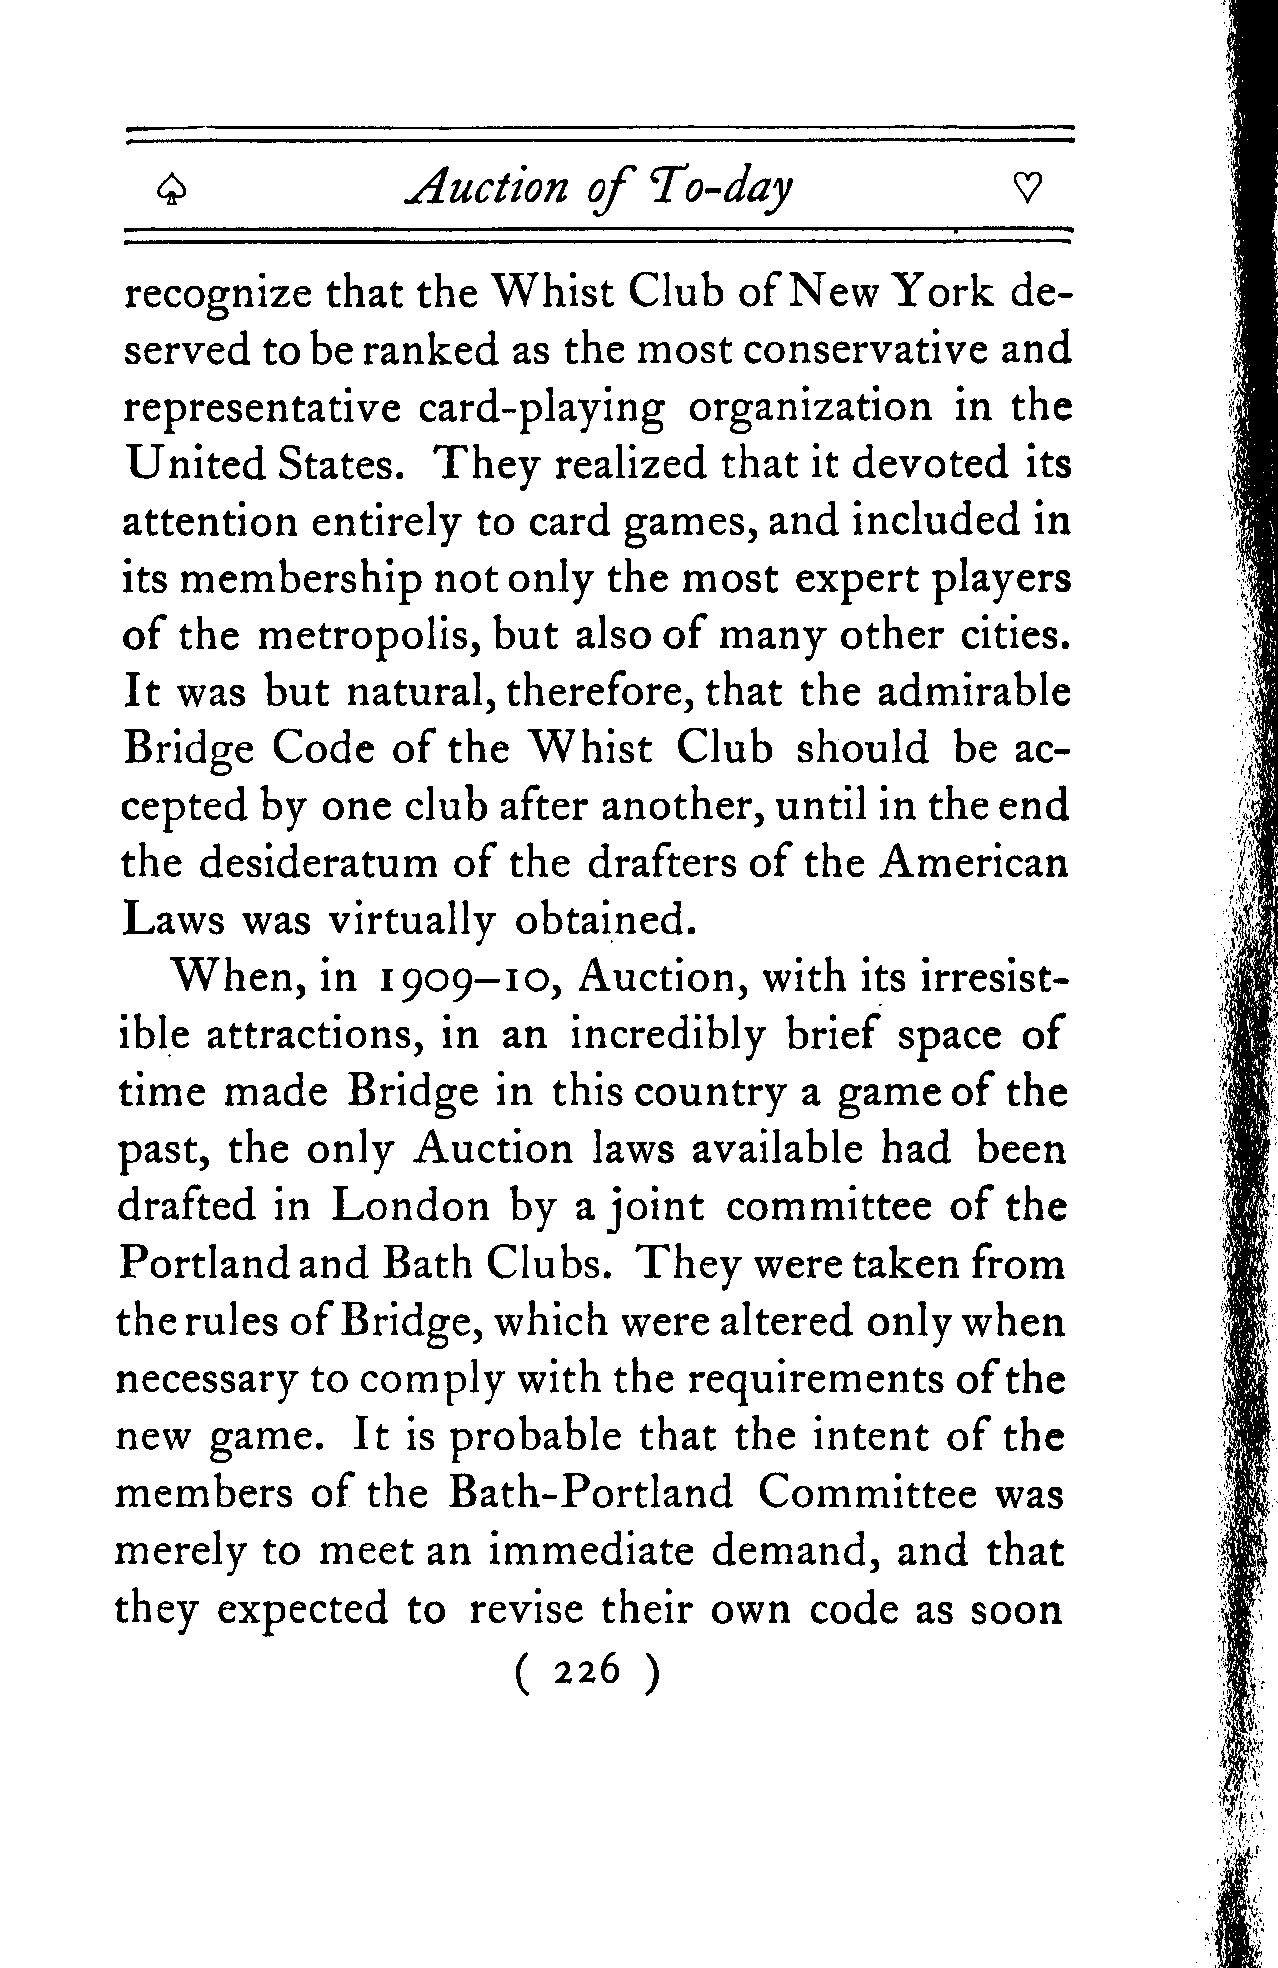 ♤ Auction of To-day ♡
recognize that the Whist Club of New York de-
served to be ranked as the most conservative and
representative card-playing organization in the
United States. They realized that it devoted its
attention entirely to card games, and included in
its membership not only the most expert players
of the metropolis, but also of many other cities.
It was but natural, therefore, that the admirable
Bridge Code of the Whist Club should be ac-
cepted by one club after another, until in the end
the desideratum of the drafters of the American
Laws was virtually obtained.
When, in 1909–10, Auction, with its irresist-
ible attractions, in an incredibly brief space of
time made Bridge in this country a game of the
past, the only Auction laws available had been
drafted in London by a joint committee of the
Portland and Bath Clubs. They were taken from
the rules of Bridge, which were altered only when
necessary to comply with the requirements of the
new game. It is probable that the intent of the
members of the Bath-Portland Committee was
merely to meet an immediate demand, and that
they expected to revise their own code as soon
( 226 )